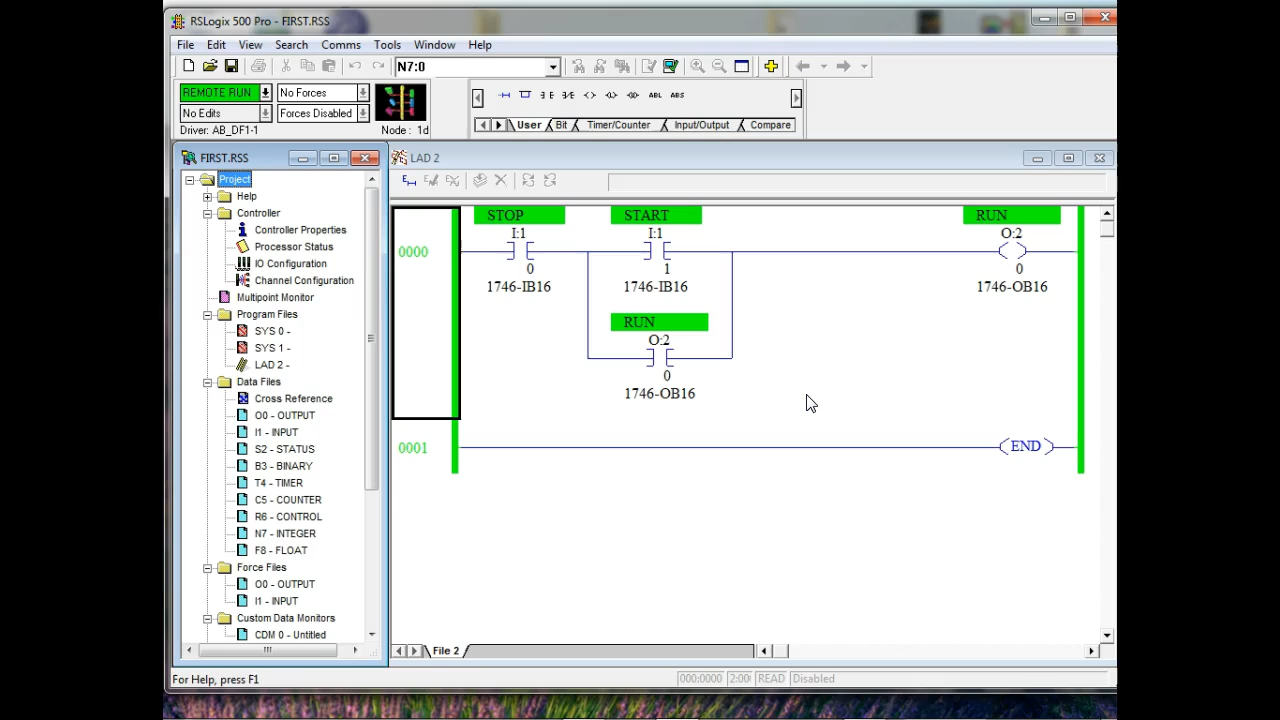 RSLogix 500 Pro - FIRST.RSS
File Edit View Search Comms Tools Window Help
N7:0
REMOTE RUN No Forces
No Edits Forces Disabled
Driver: AB_DF1-1 Node : 1d
ABL ABS
User Bit Timer/Counter Input/Output Compare
FIRST.RSS
Project
Help
Controller
Controller Properties
Processor Status
IO Configuration
Channel Configuration
Multipoint Monitor
Program Files
SYS 0 -
SYS 1 -
LAD 2 -
Data Files
Cross Reference
O0 - OUTPUT
I1 - INPUT
S2 - STATUS
B3 - BINARY
T4 - TIMER
C5 - COUNTER
R6 - CONTROL
N7 - INTEGER
F8 - FLOAT
Force Files
O0 - OUTPUT
I1 - INPUT
Custom Data Monitors
CDM 0 - Untitled
LAD 2
STOP START RUN
I:1 I:1 O:2
0000
0 1 0
1746-IB16 1746-IB16 1746-OB16
RUN
O:2
0
1746-OB16
0001 END
File 2
For Help, press F1 000:0000 2:00 READ Disabled